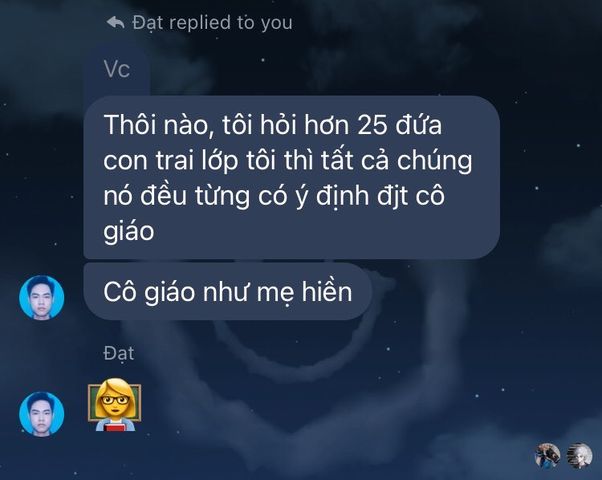 Đạt replied to you
Vc
Thôi nào, tôi hỏi hơn 25 đứa
con trai lớp tôi thì tất cả chúng
nó đều từng có ý định đjt cô
giáo
Cô giáo như mẹ hiền
Đạt